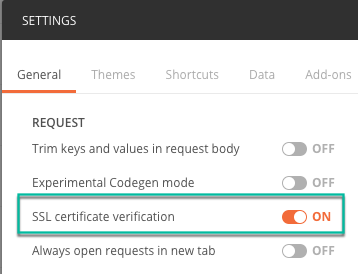 SETTINGS
General Themes Shortcuts Data Add-ons
REQUEST
Trim keys and values in request body OFF
Experimental Codegen mode OFF
SSL certificate verification ON
Always open requests in new tab OFF